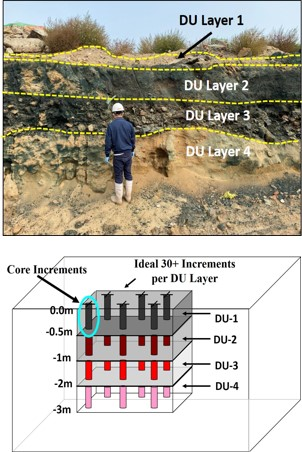 DU Layer 1
DU Layer 2
DU Layer 3
DU Layer 4
Ideal 30+ Increments
per DU Layer
Core Increments
0.0m
DU-1
-0.5m
DU-2
-1m
DU-3
-2m
DU-4
-3m